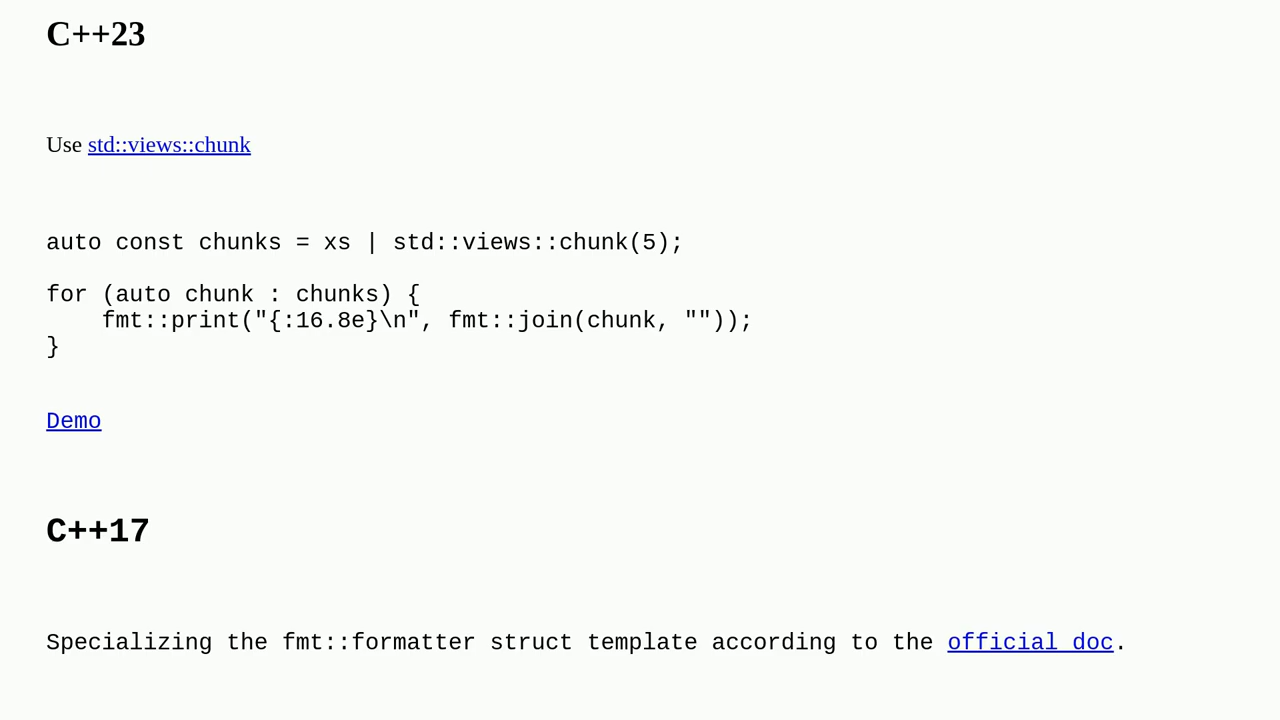 C++23
Use std::views::chunk
auto const chunks = xs | std::views::chunk(5);
for (auto chunk : chunks) {
    fmt::print("{:16.8e}\n", fmt::join(chunk, ""));
}
Demo
C++17
Specializing the fmt::formatter struct template according to the official doc.